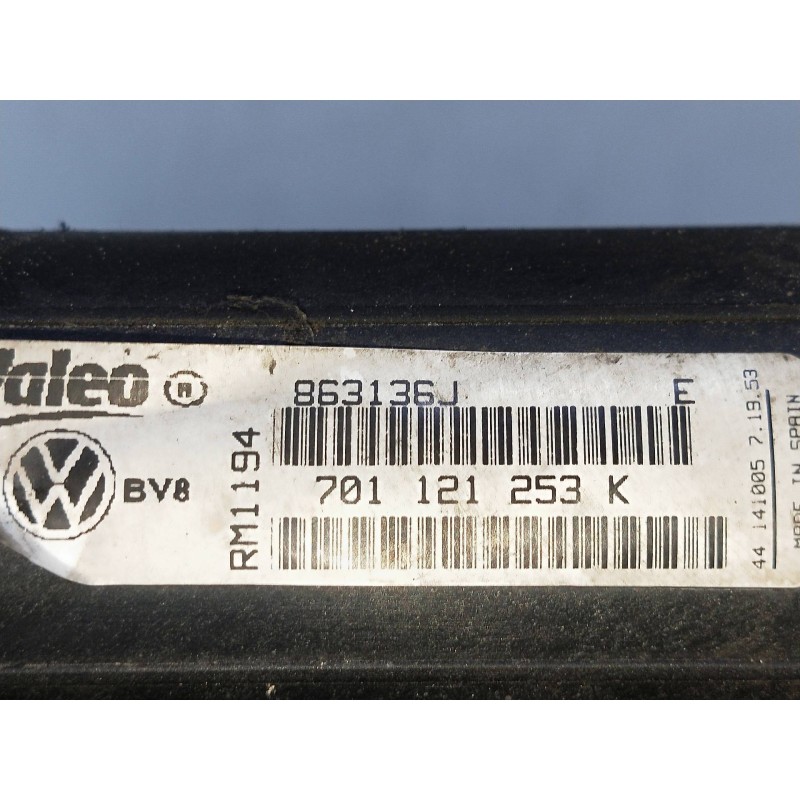 Valeo ®
863136J E
BV8
RM1194
701 121 253 K
44 141005 7.19.53
MADE IN SPAIN